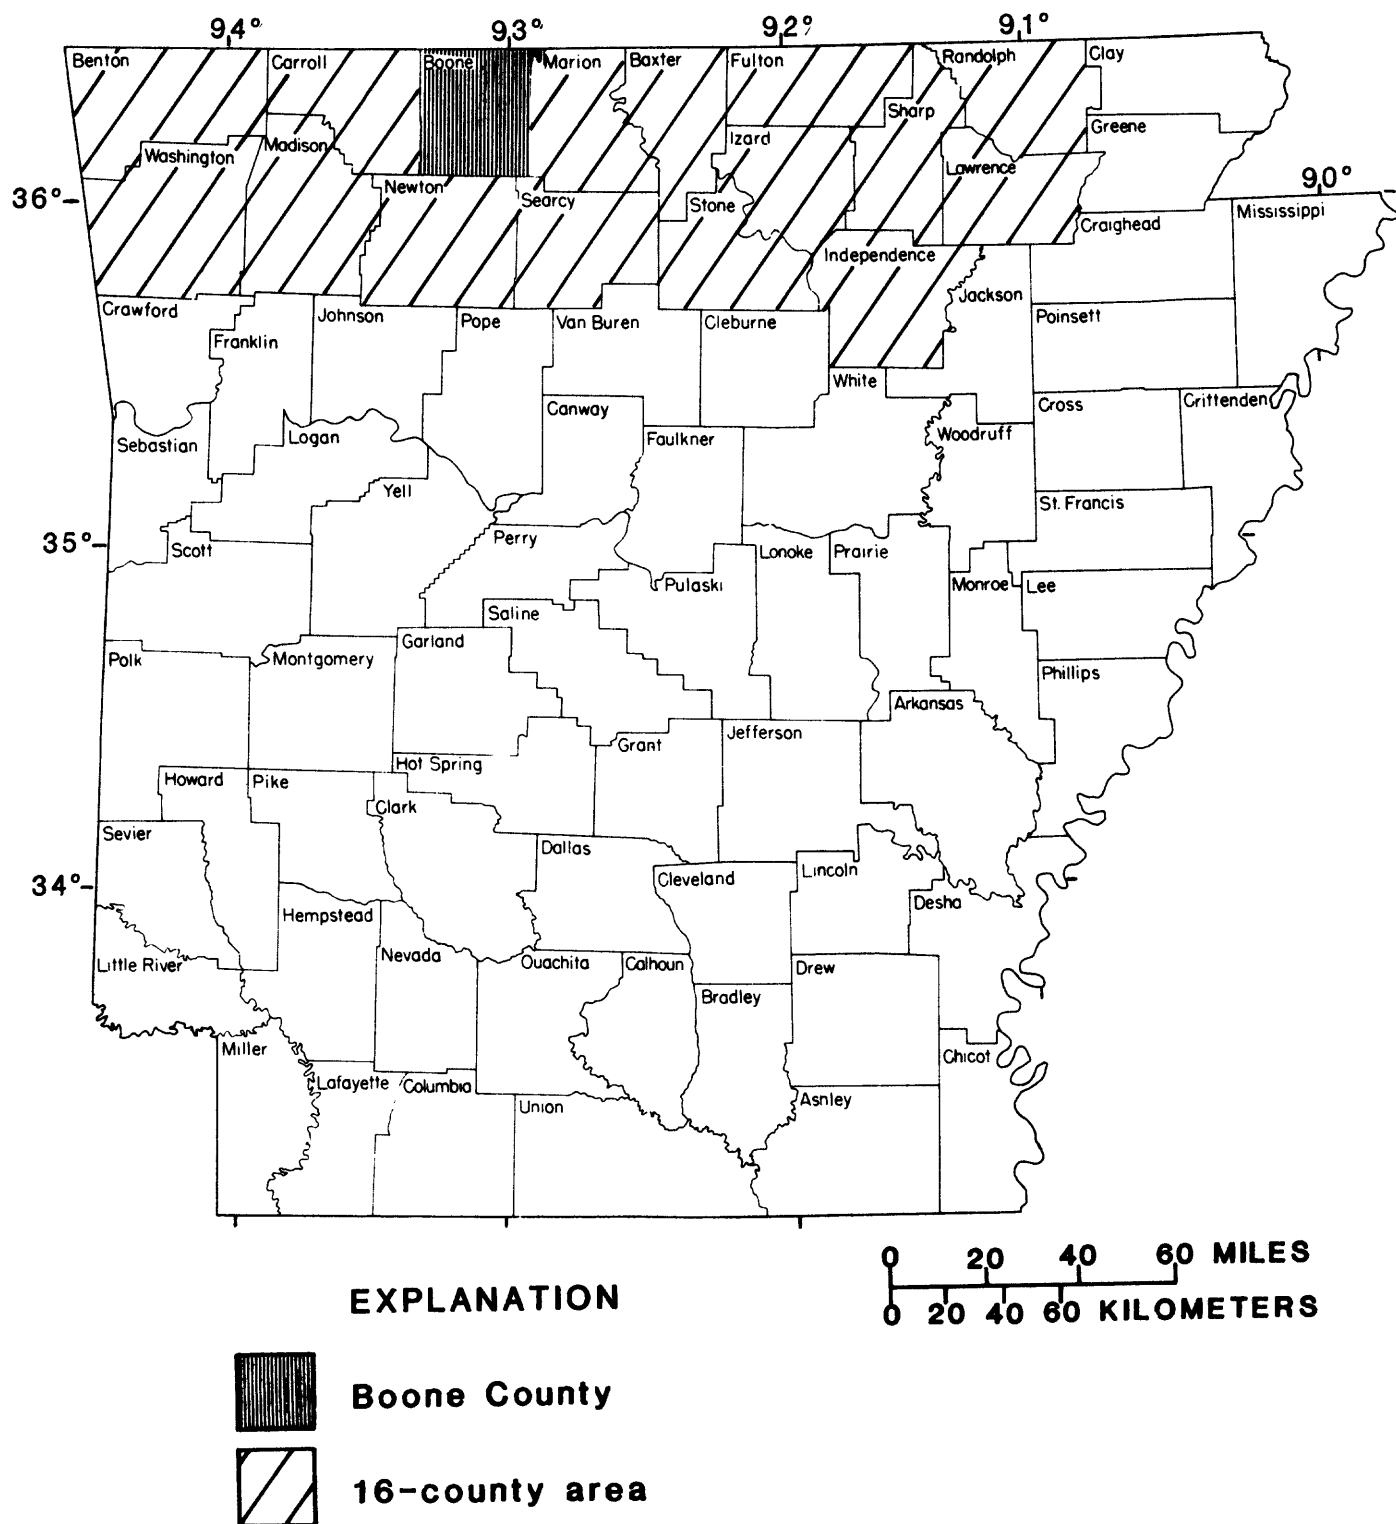 94° 93° 92° 91°
Benton Carroll Boone Marion Baxter Fulton Randolph Clay
Sharp
Greene
Washington Madison Izard
Lawrence
36° Newton Searcy Stone 90°
Mississippi
Craighead
Independence
Jackson
Crawford Johnson Pope Van Buren Cleburne Poinsett
Franklin
White
Canway Cross Crittenden
Sebastian Logan Faulkner Woodruff
Yell
St. Francis
35° Scott Perry Lonoke Prairie
Pulaski Monroe Lee
Saline
Garland
Polk Montgomery Phillips
Arkansas
Grant Jefferson
Hot Spring
Howard Pike
Clark
Sevier
Dallas
34° Cleveland Lincoln
Hempstead Desha
Nevada
Little River Ouachita Calhoun Drew
Bradley
Miller Chicot
Lafayette Columbia
Union Ashley
0 20 40 60 MILES
0 20 40 60 KILOMETERS
EXPLANATION
Boone County
16-county area